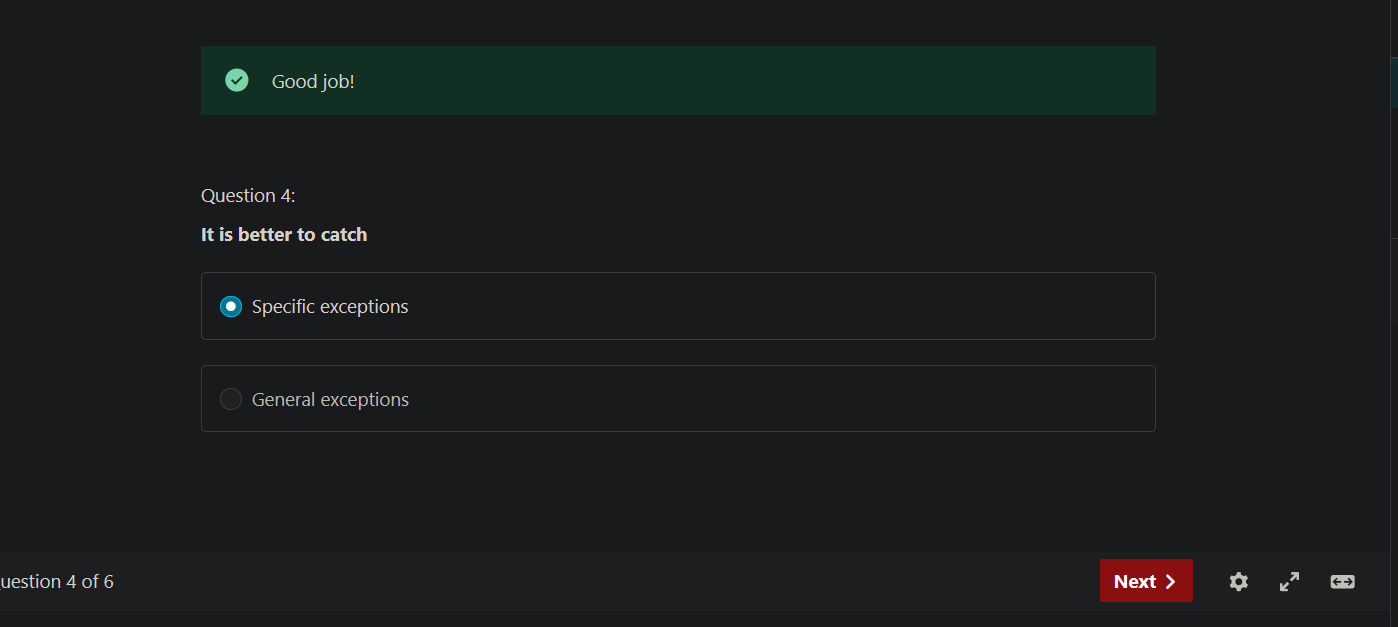 Good job!
Question 4:
It is better to catch
Specific exceptions
General exceptions
uestion 4 of 6
Next